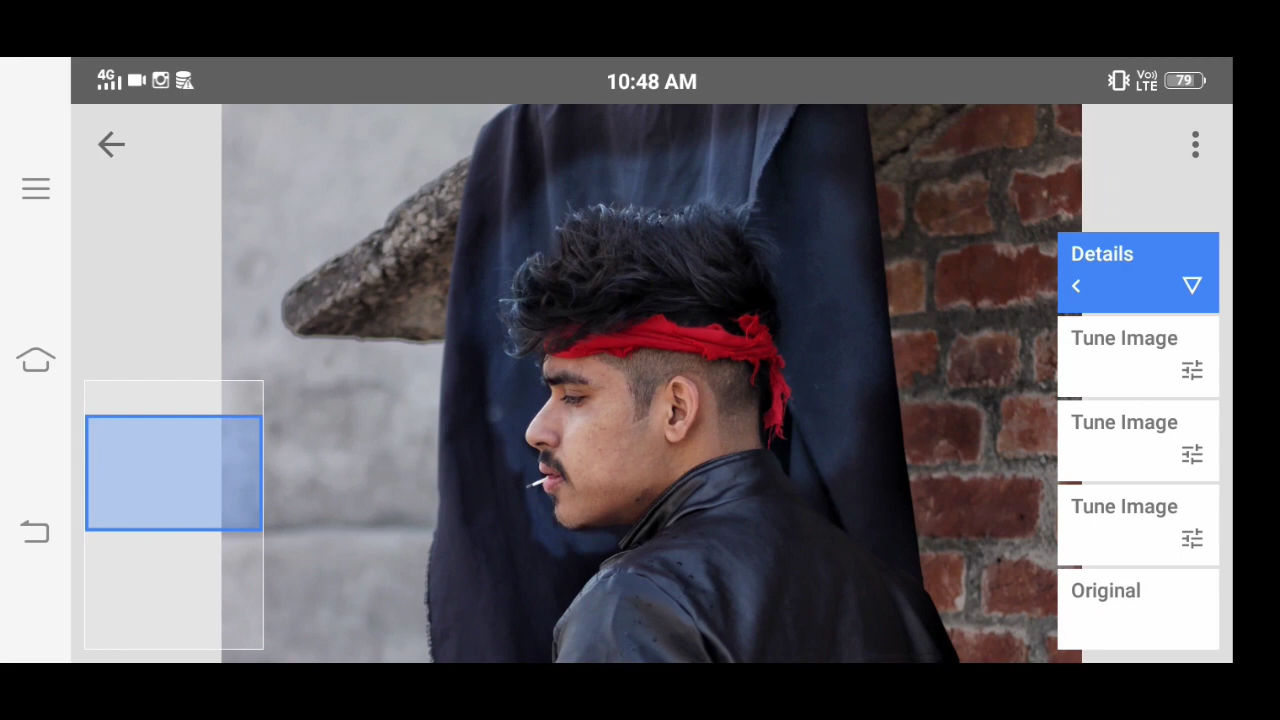 4G
10:48 AM
Vo))
LTE
79
Details
Tune Image
Tune Image
Tune Image
Original